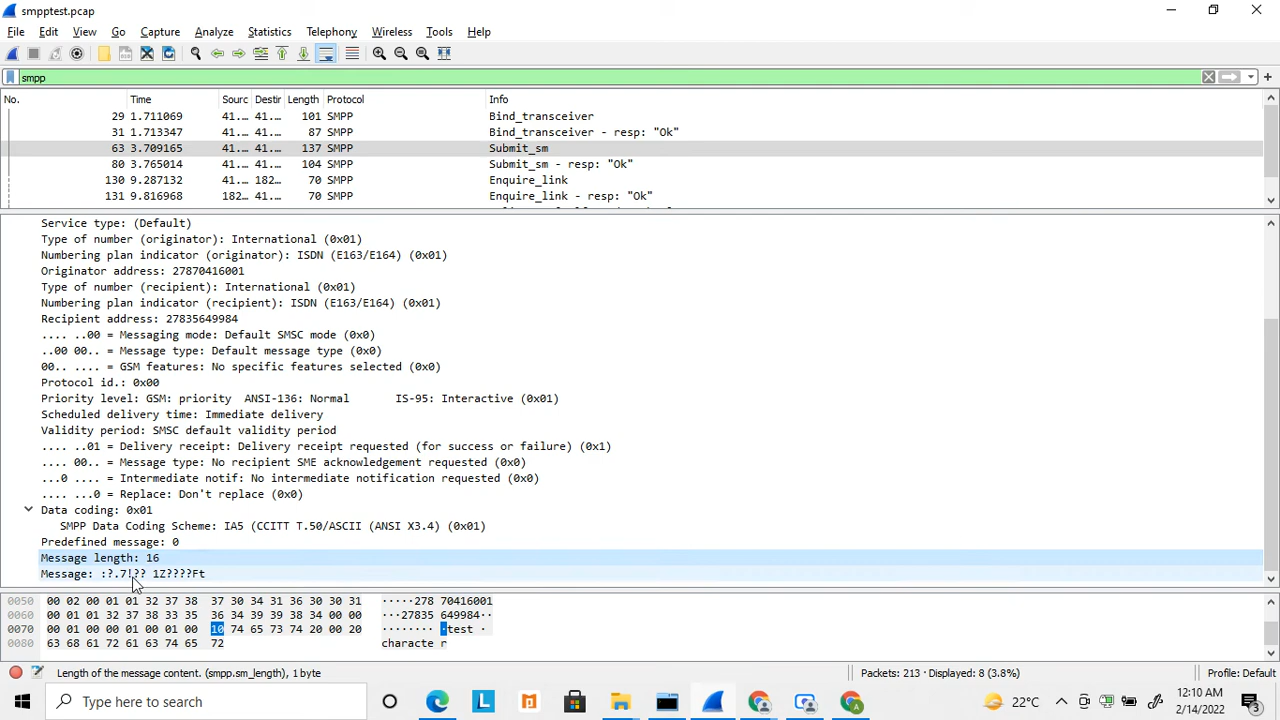 smpptest.pcap
File Edit View Go Capture Analyze Statistics Telephony Wireless Tools Help
smpp
No. Time Sourc Destir Length Protocol Info
29 1.711069 41.… 41.… 101 SMPP Bind_transceiver
31 1.713347 41.… 41.… 87 SMPP Bind_transceiver - resp: "Ok"
63 3.709165 41.… 41.… 137 SMPP Submit_sm
80 3.765014 41.… 41.… 104 SMPP Submit_sm - resp: "Ok"
130 9.287132 41.… 182… 70 SMPP Enquire_link
131 9.816968 182… 41.… 70 SMPP Enquire_link - resp: "Ok"
Service type: (Default)
Type of number (originator): International (0x01)
Numbering plan indicator (originator): ISDN (E163/E164) (0x01)
Originator address: 27870416001
Type of number (recipient): International (0x01)
Numbering plan indicator (recipient): ISDN (E163/E164) (0x01)
Recipient address: 27835649984
.... ..00 = Messaging mode: Default SMSC mode (0x0)
..00 00.. = Message type: Default message type (0x0)
00.. .... = GSM features: No specific features selected (0x0)
Protocol id.: 0x00
Priority level: GSM: priority ANSI-136: Normal IS-95: Interactive (0x01)
Scheduled delivery time: Immediate delivery
Validity period: SMSC default validity period
.... ..01 = Delivery receipt: Delivery receipt requested (for success or failure) (0x1)
.... 00.. = Message type: No recipient SME acknowledgement requested (0x0)
...0 .... = Intermediate notif: No intermediate notification requested (0x0)
.... ...0 = Replace: Don't replace (0x0)
Data coding: 0x01
SMPP Data Coding Scheme: IA5 (CCITT T.50/ASCII (ANSI X3.4) (0x01)
Predefined message: 0
Message length: 16
Message: :?.7!?? 1Z????Ft
0050 00 02 00 01 01 32 37 38 37 30 34 31 36 30 30 31 ·····278 70416001
0060 00 01 01 32 37 38 33 35 36 34 39 39 38 34 00 00 ···27835 649984··
0070 01 00 00 01 00 01 00 10 74 65 73 74 20 00 20 ········ ·test ·
0080 63 68 61 72 61 63 74 65 72 characte r
Length of the message content. (smpp.sm_length), 1 byte
Packets: 213 · Displayed: 8 (3.8%)
Profile: Default
Type here to search
22°C
12:10 AM
2/14/2022
3